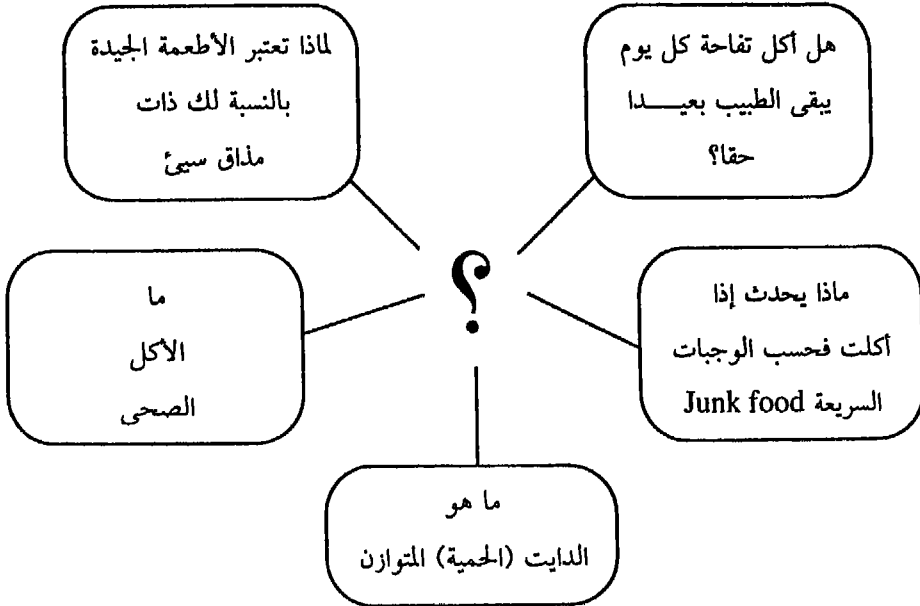 هل أكل تفاحة كل يوم
يبقى الطبيب بعيـــدا
حقا؟
لماذا تعتبر الأطعمة الجيدة
بالنسبة لك ذات
مذاق سيئ
؟
ماذا يحدث إذا
أكلت فحسب الوجبات
السريعة Junk food
ما
الأكل
الصحى
ما هو
الدايت (الحمية) المتوازن